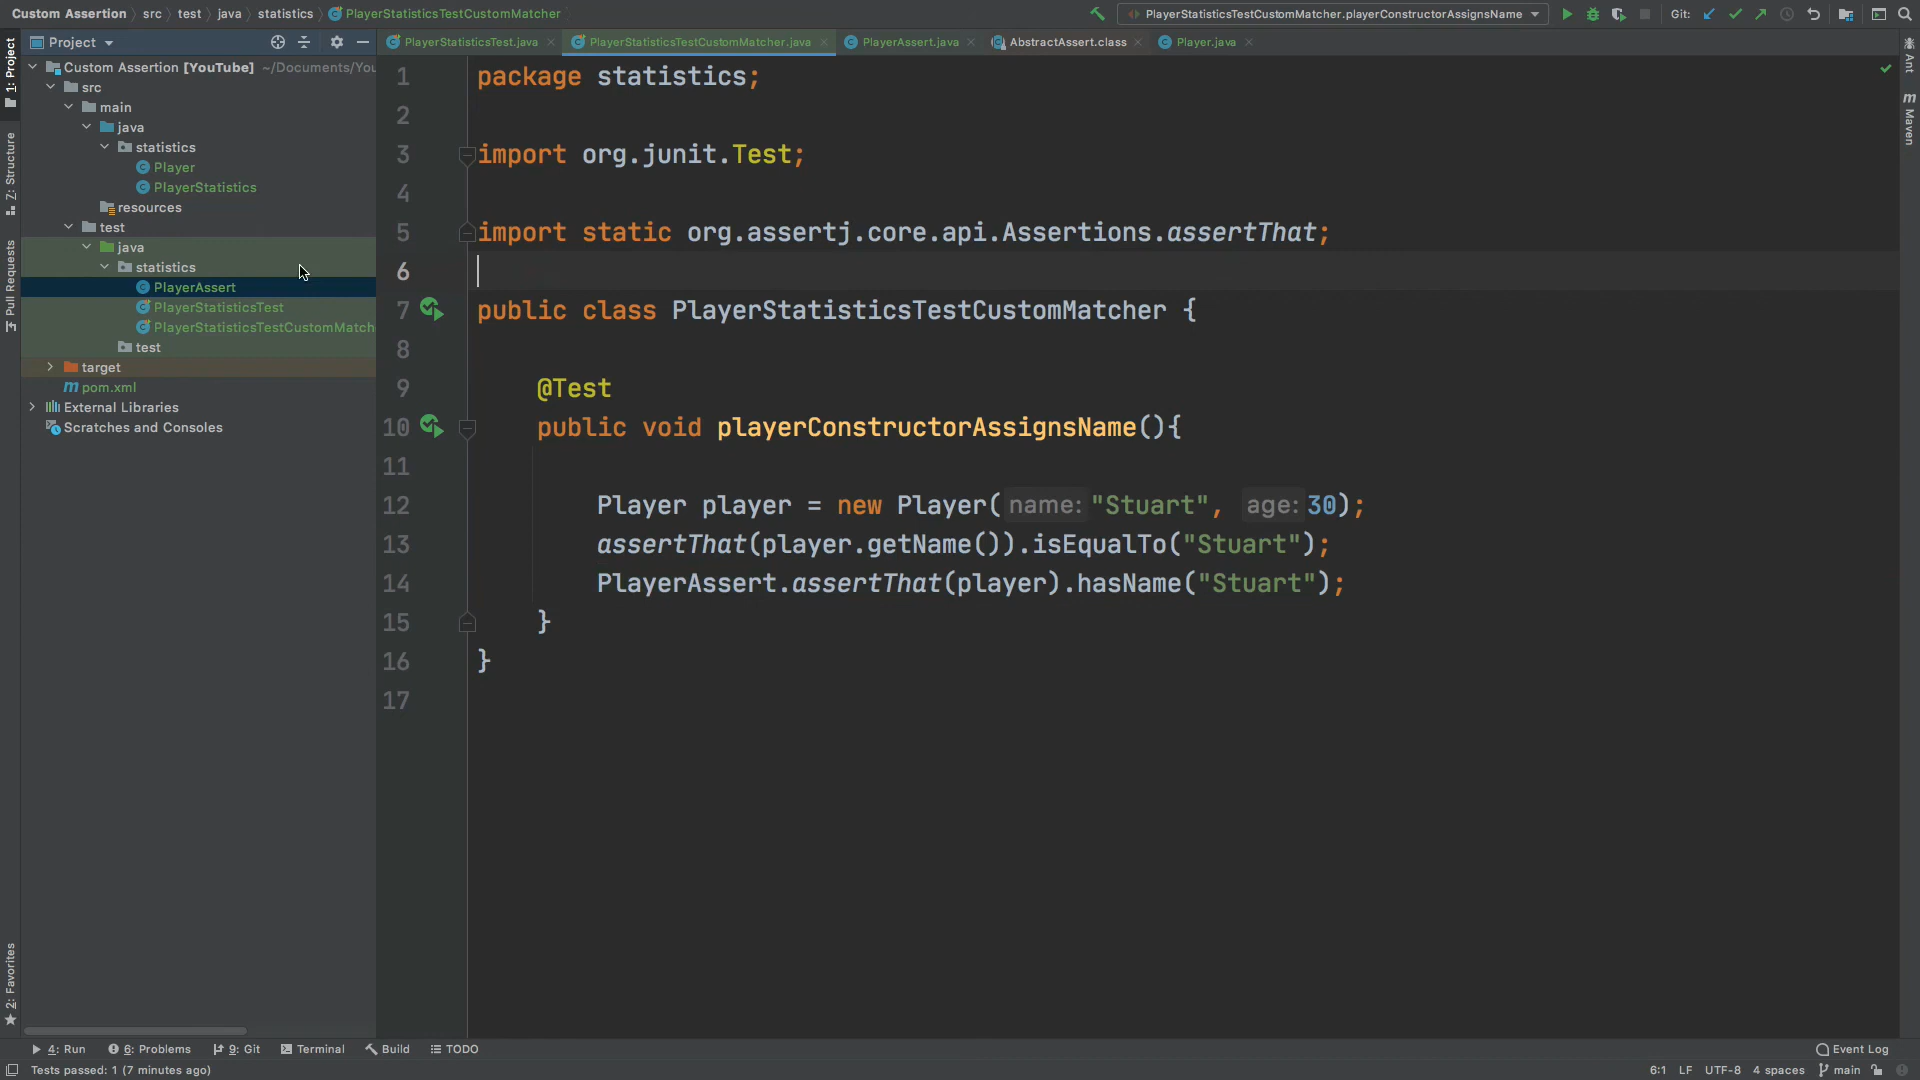 Custom Assertion src test java statistics PlayerStatisticsTestCustomMatcher
PlayerStatisticsTestCustomMatcher.playerConstructorAssignsName Git:
Project
PlayerStatisticsTest.java PlayerStatisticsTestCustomMatcher.java PlayerAssert.java AbstractAssert.class Player.java
Custom Assertion [YouTube] ~/Documents/You
src
main
java
statistics
Player
PlayerStatistics
resources
test
java
statistics
PlayerAssert
PlayerStatisticsTest
PlayerStatisticsTestCustomMatch
test
target
pom.xml
External Libraries
Scratches and Consoles
1: Project
7: Structure
Pull Requests
2: Favorites
1 package statistics;
2
3 import org.junit.Test;
4
5 import static org.assertj.core.api.Assertions.assertThat;
6
7 public class PlayerStatisticsTestCustomMatcher {
8
9 @Test
10 public void playerConstructorAssignsName(){
11
12 Player player = new Player( name: "Stuart", age: 30);
13 assertThat(player.getName()).isEqualTo("Stuart");
14 PlayerAssert.assertThat(player).hasName("Stuart");
15 }
16 }
17
Ant
Maven
4: Run 6: Problems 9: Git Terminal Build TODO Event Log
Tests passed: 1 (7 minutes ago) 6:1 LF UTF-8 4 spaces main